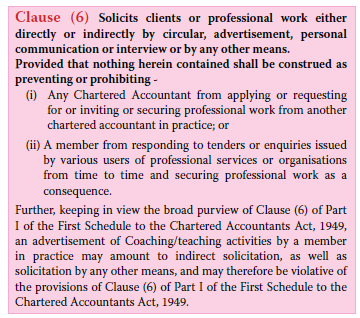 Clause (6) Solicits clients or professional work either
directly or indirectly by circular, advertisement, personal
communication or interview or by any other means.
Provided that nothing herein contained shall be construed as
preventing or prohibiting -
(i) Any Chartered Accountant from applying or requesting
for or inviting or securing professional work from another
chartered accountant in practice; or
(ii) A member from responding to tenders or enquiries issued
by various users of professional services or organisations
from time to time and securing professional work as a
consequence.
Further, keeping in view the broad purview of Clause (6) of Part
I of the First Schedule to the Chartered Accountants Act, 1949,
an advertisement of Coaching/teaching activities by a member
in practice may amount to indirect solicitation, as well as
solicitation by any other means, and may therefore be violative of
the provisions of Clause (6) of Part I of the First Schedule to the
Chartered Accountants Act, 1949.